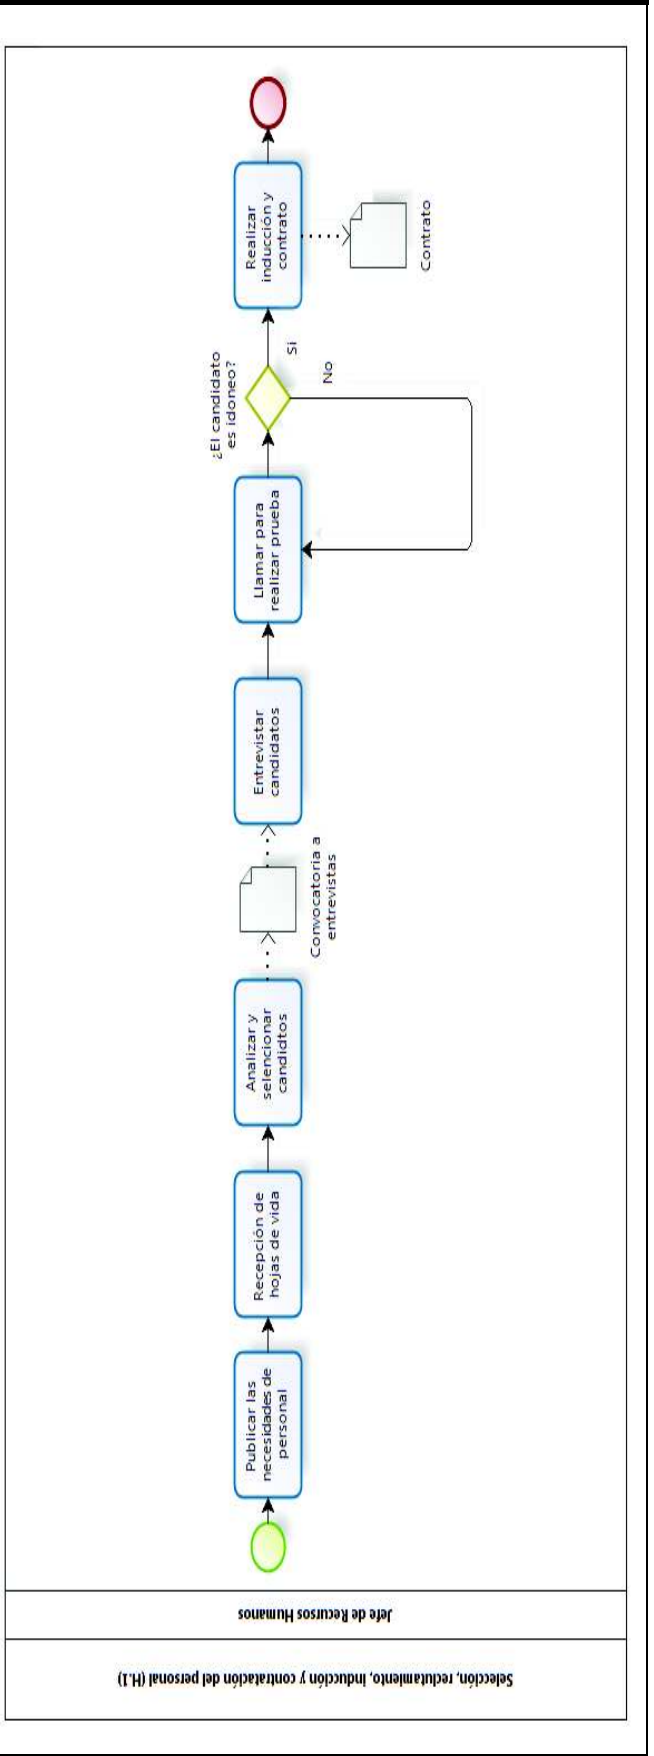 Selección, reclutamiento, inducción y contratación del personal (H.1)
Jefe de Recursos Humanos
Publicar las
necesidades de
personal
Recepción de
hojas de vida
Analizar y
selencionar
candidtos
Convocatoria a
entrevistas
Entrevistar
candidatos
Llamar para
realizar prueba
¿El candidato
es idoneo?
Si
No
Realizar
inducción y
contrato
Contrato